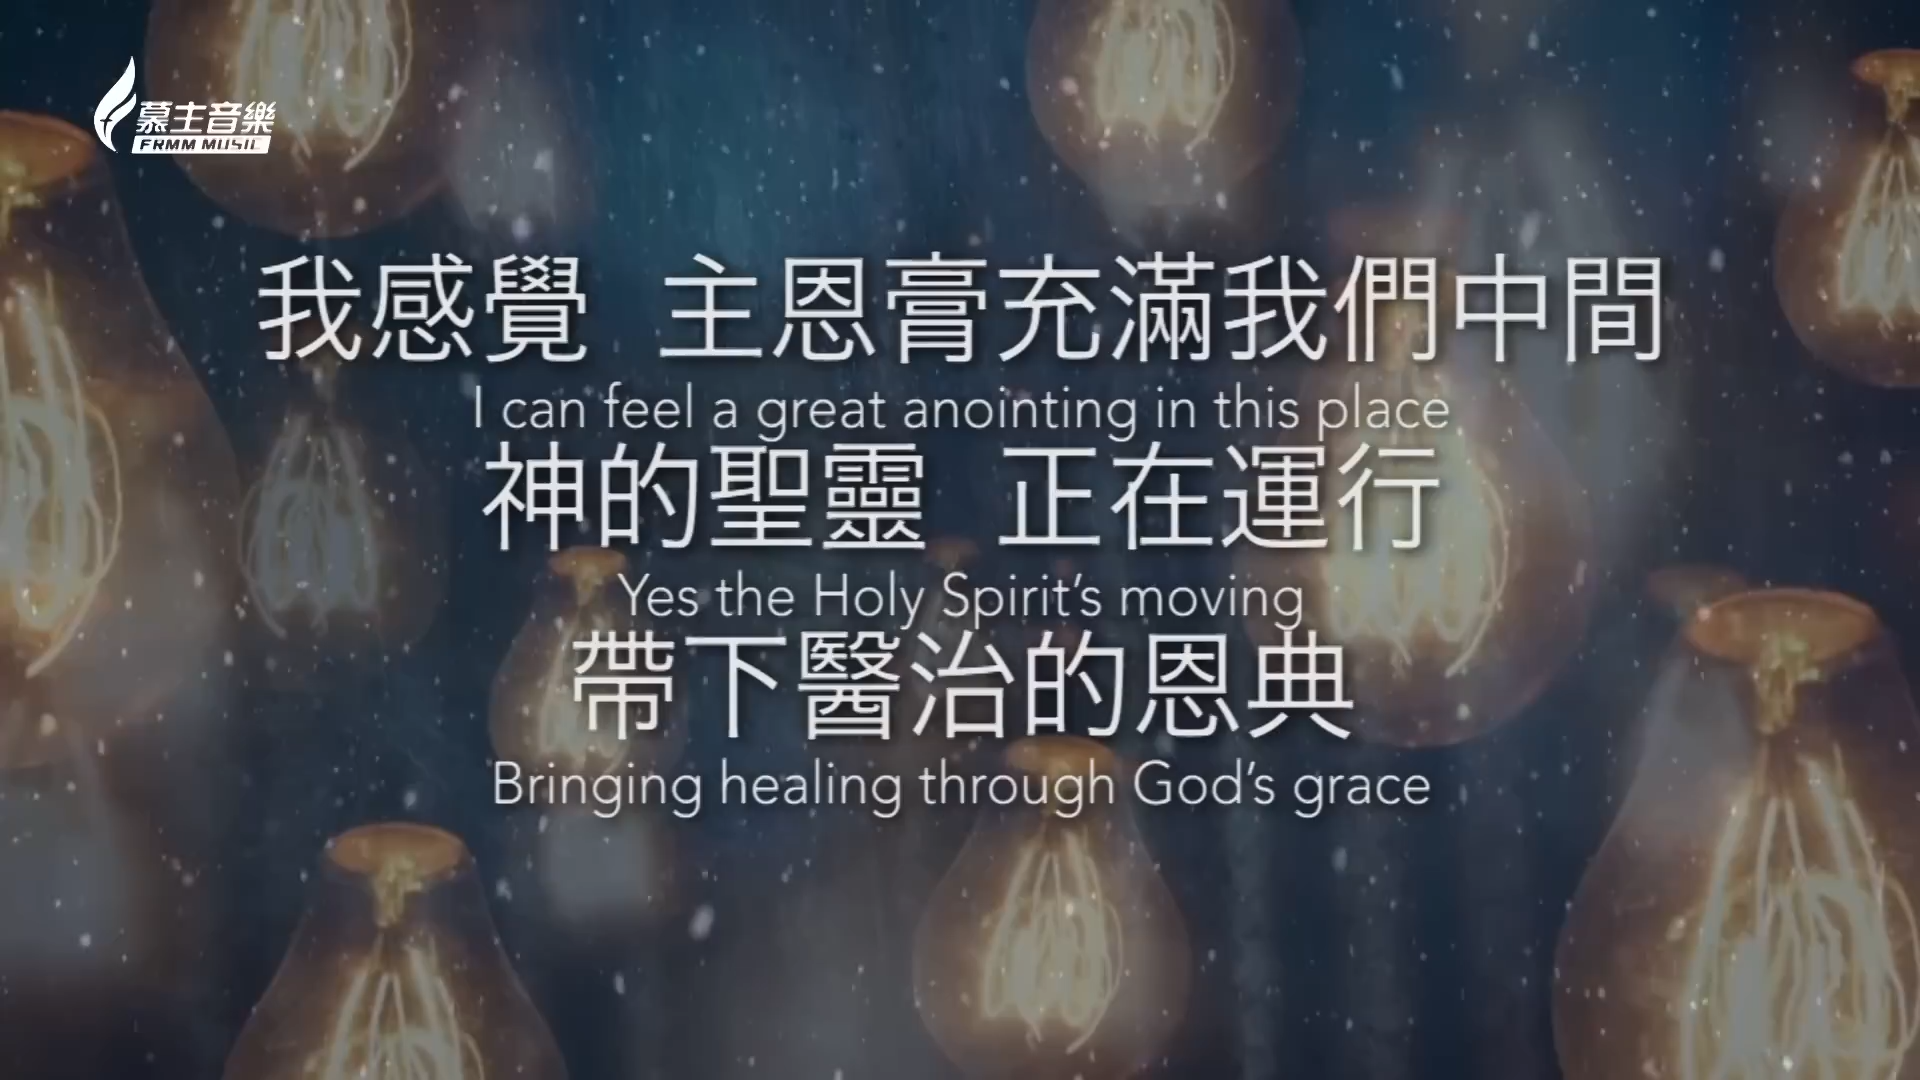 慕主音樂
FRMM MUSIC
我感覺 主恩膏充滿我們中間
I can feel a great anointing in this place
神的聖靈 正在運行
Yes the Holy Spirit's moving
帶下醫治的恩典
Bringing healing through God's grace